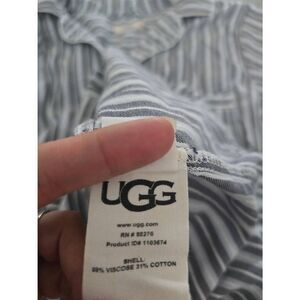 UGG
www.ugg.com
RN # 88276
Product ID# 1103674
SHELL:
69% VISCOSE 31% COTTON